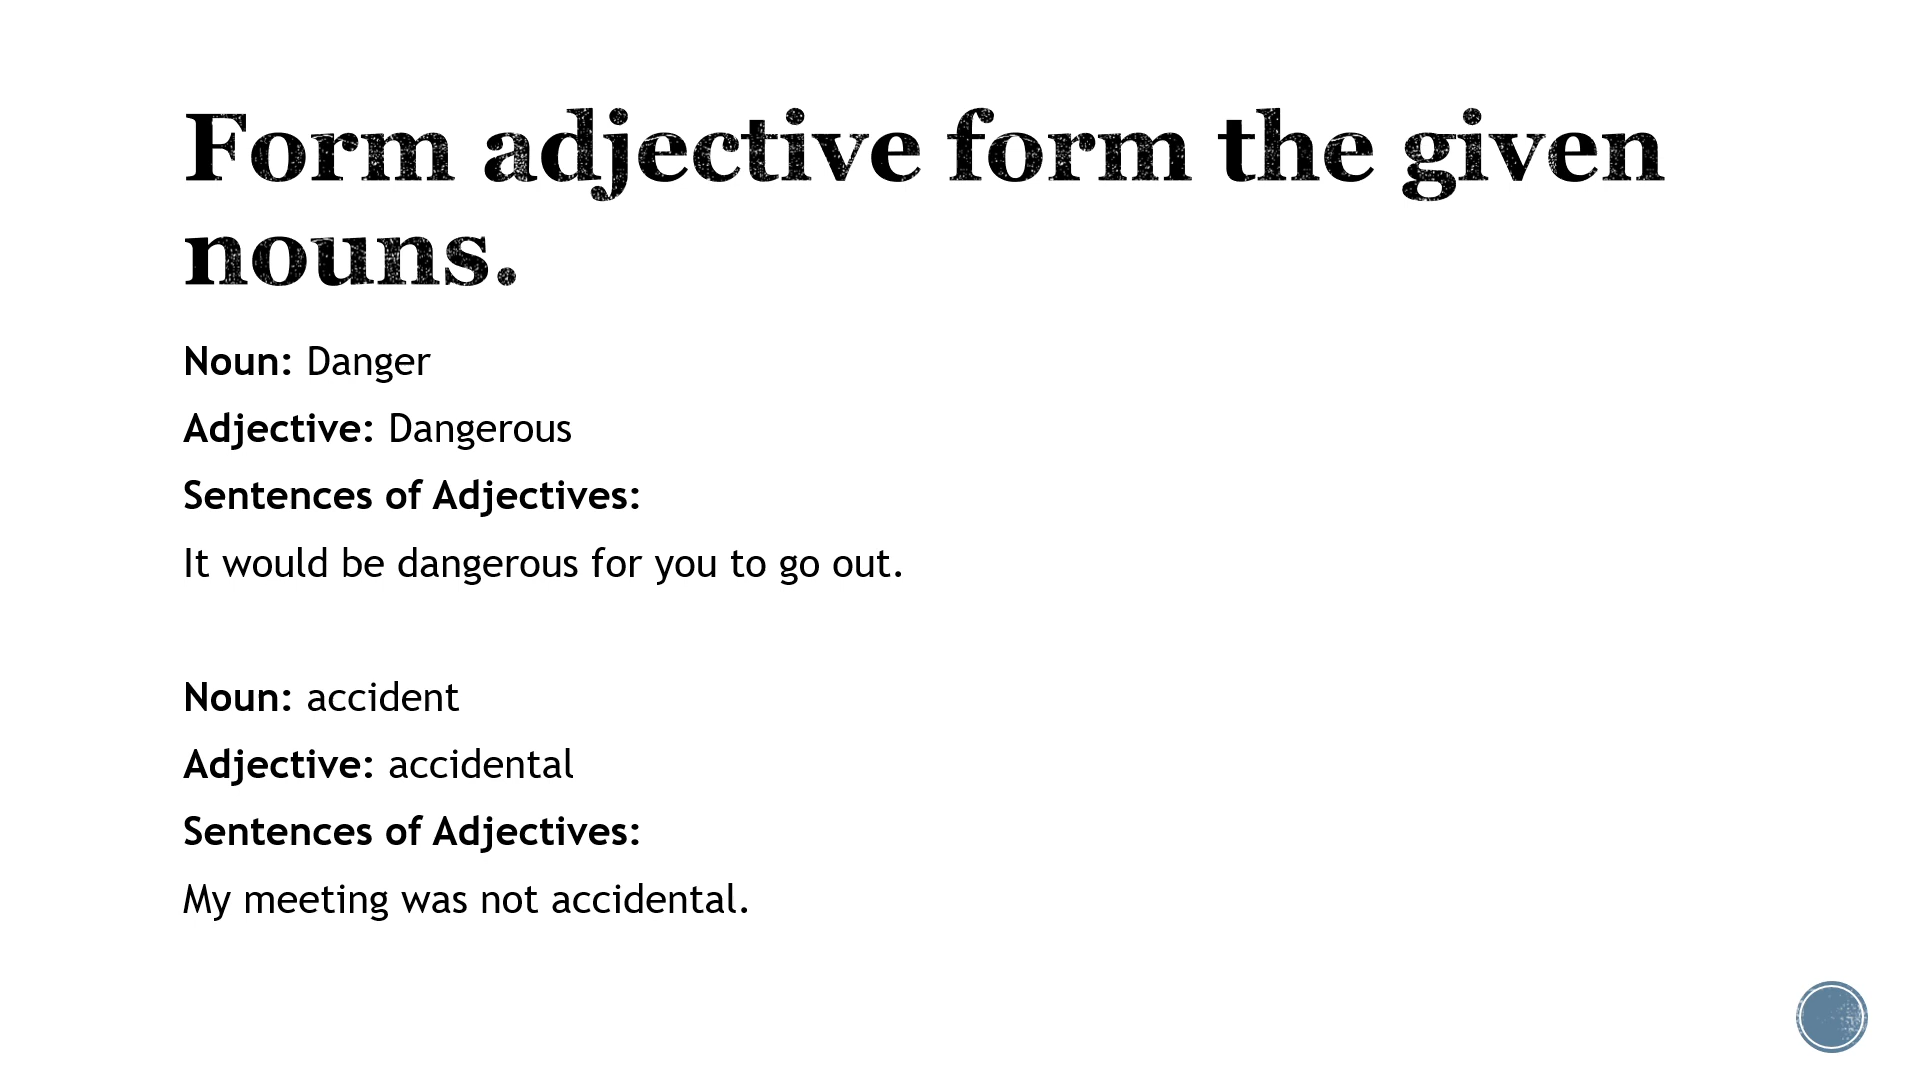 Form adjective form the given
nouns.
Noun: Danger
Adjective: Dangerous
Sentences of Adjectives:
It would be dangerous for you to go out.
Noun: accident
Adjective: accidental
Sentences of Adjectives:
My meeting was not accidental.